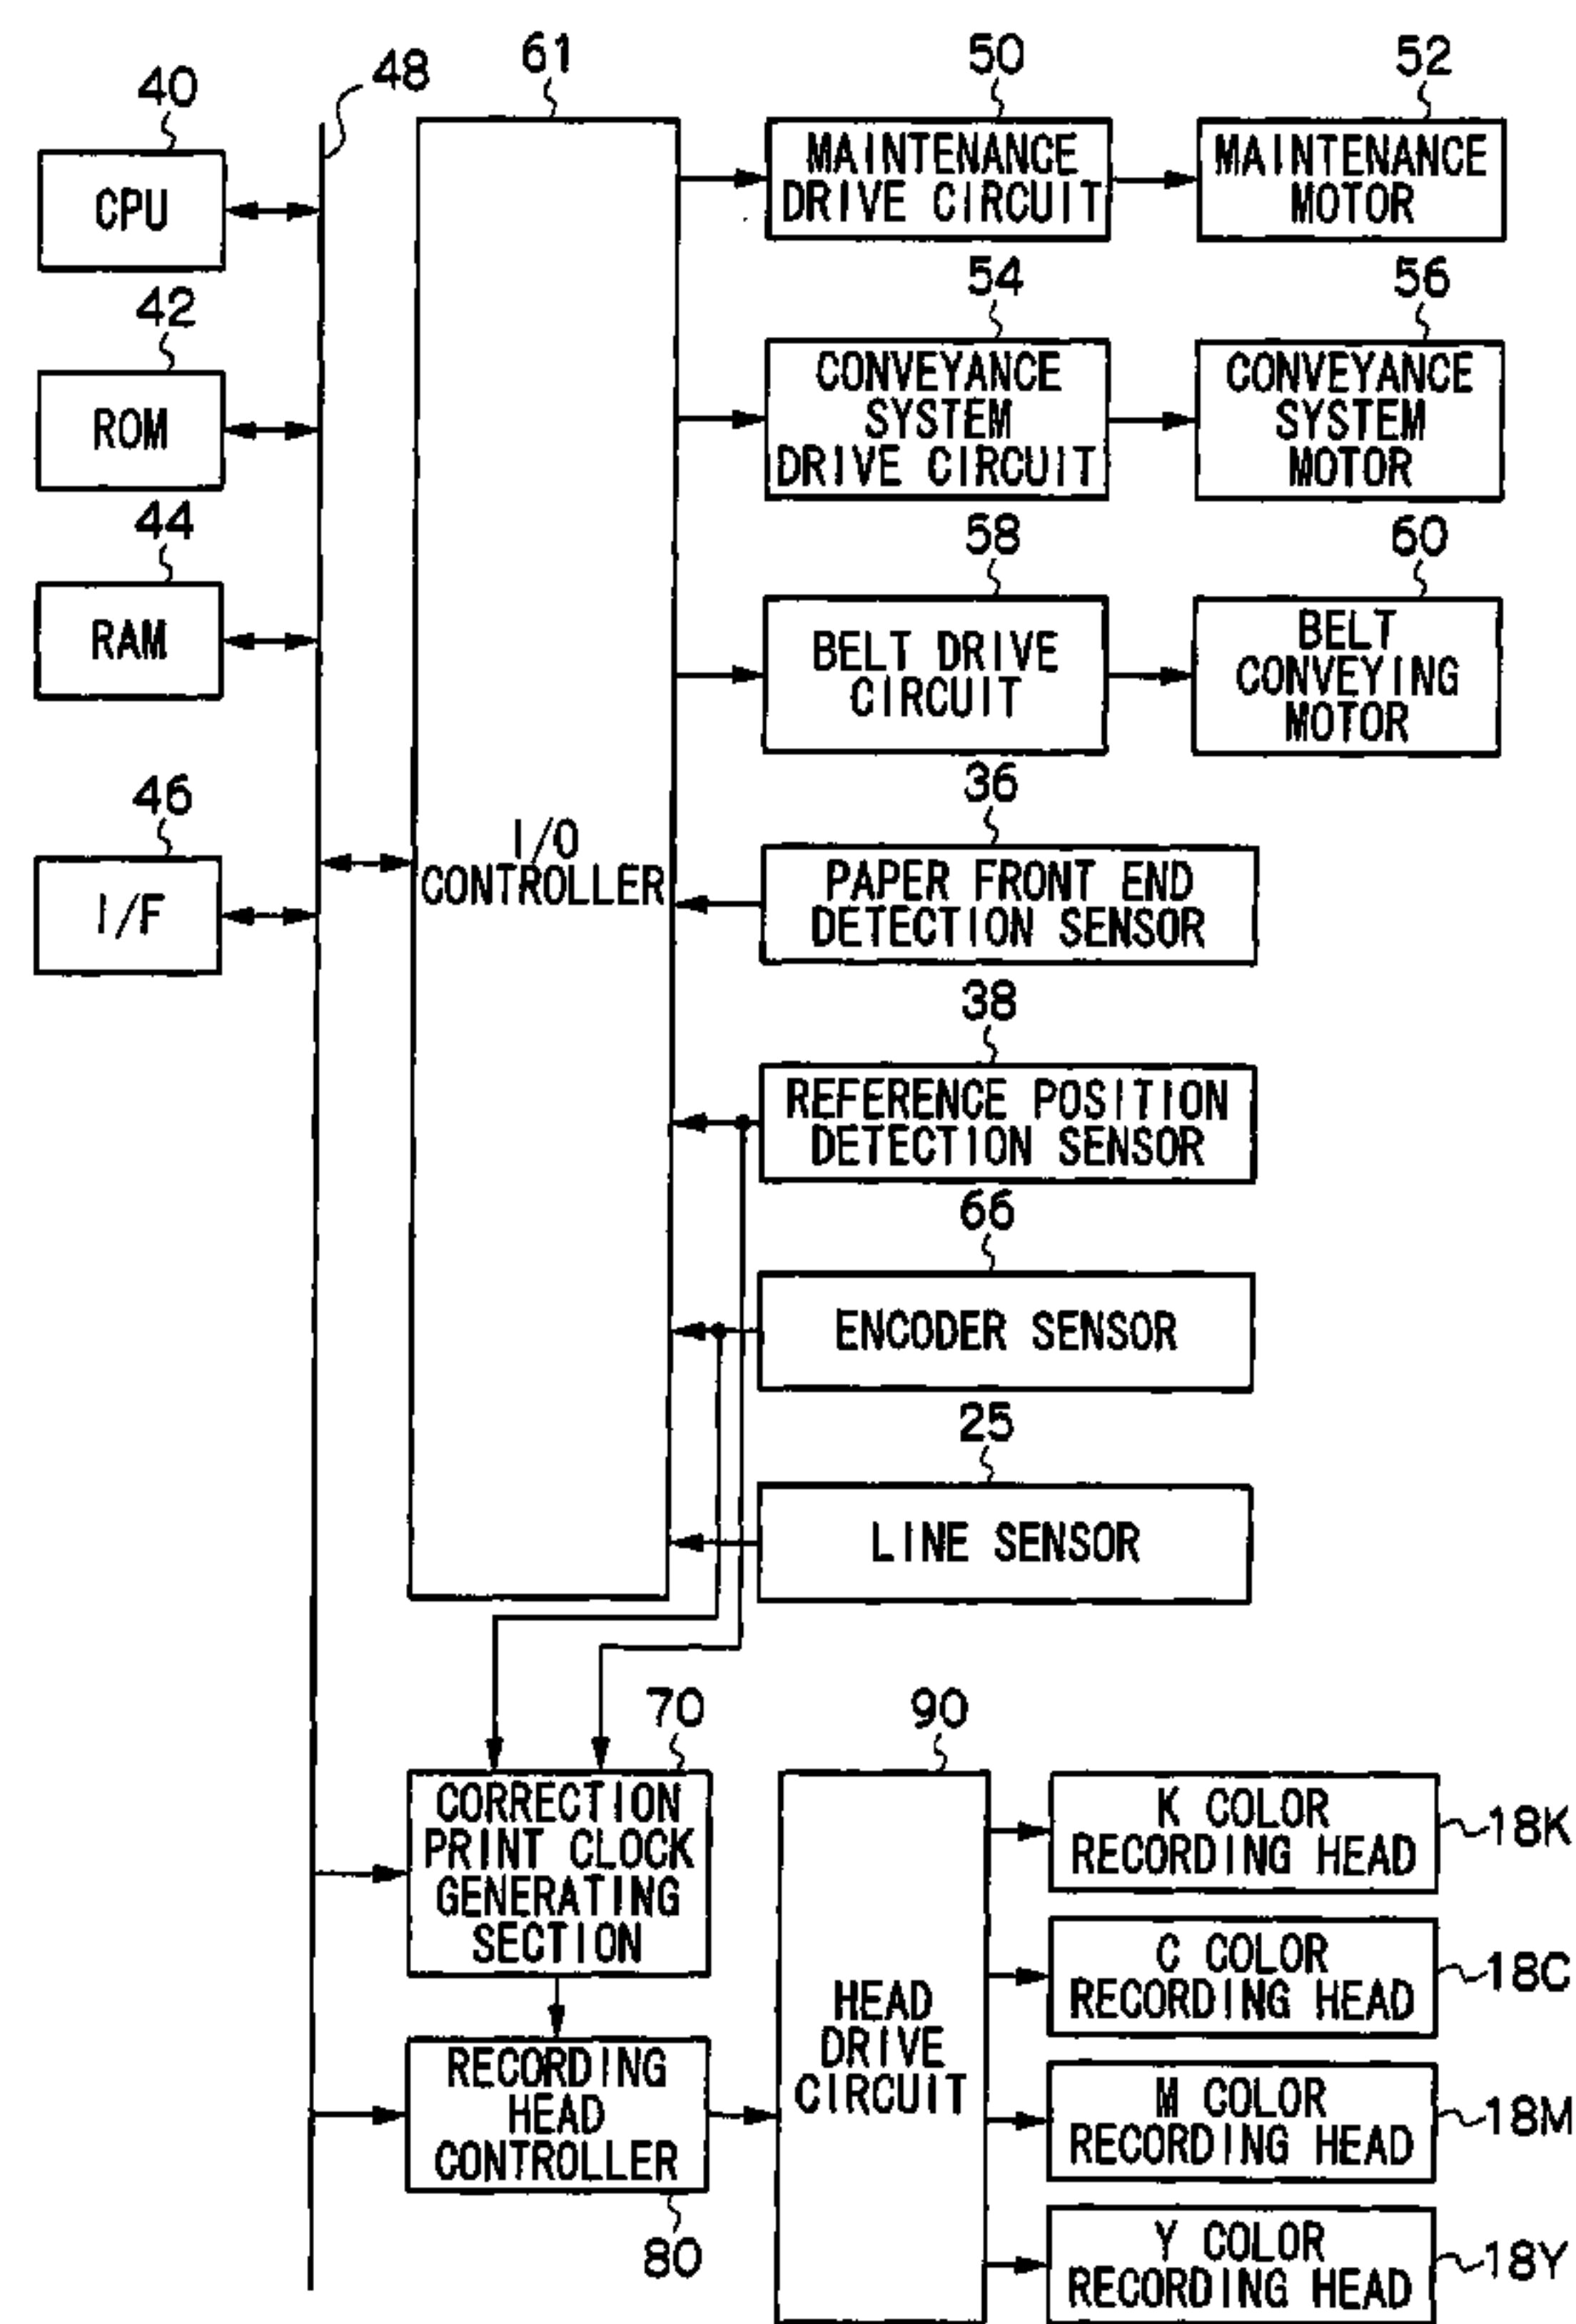 40
CPU
42
ROM
44
RAM
46
I/F
48
61
I/O
CONTROLLER
50
MAINTENANCE
DRIVE CIRCUIT
52
MAINTENANCE
MOTOR
54
CONVEYANCE
SYSTEM
DRIVE CIRCUIT
56
CONVEYANCE
SYSTEM
MOTOR
58
BELT DRIVE
CIRCUIT
60
BELT
CONVEYING
MOTOR
36
PAPER FRONT END
DETECTION SENSOR
38
REFERENCE POSITION
DETECTION SENSOR
66
ENCODER SENSOR
25
LINE SENSOR
70
CORRECTION
PRINT CLOCK
GENERATING
SECTION
RECORDING
HEAD
CONTROLLER
80
90
HEAD
DRIVE
CIRCUIT
K COLOR
RECORDING HEAD
18K
C COLOR
RECORDING HEAD
18C
M COLOR
RECORDING HEAD
18M
Y COLOR
RECORDING HEAD
18Y